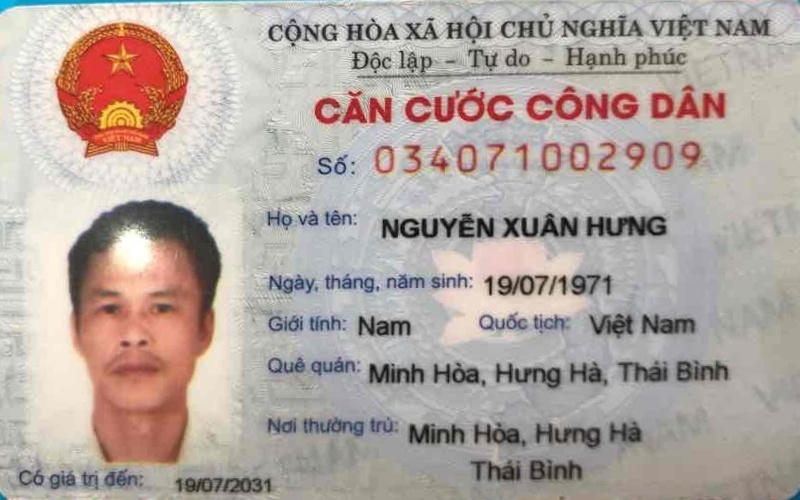 CỘNG HÒA XÃ HỘI CHỦ NGHĨA VIỆT NAM
Độc lập - Tự do - Hạnh phúc
CĂN CƯỚC CÔNG DÂN
Số: 034071002909
Họ và tên: NGUYỄN XUÂN HƯNG
Ngày, tháng, năm sinh: 19/07/1971
Giới tính: Nam Quốc tịch: Việt Nam
Quê quán: Minh Hòa, Hưng Hà, Thái Bình
Nơi thường trú: Minh Hòa, Hưng Hà
Thái Bình
Có giá trị đến: 19/07/2031
VIỆT NAM